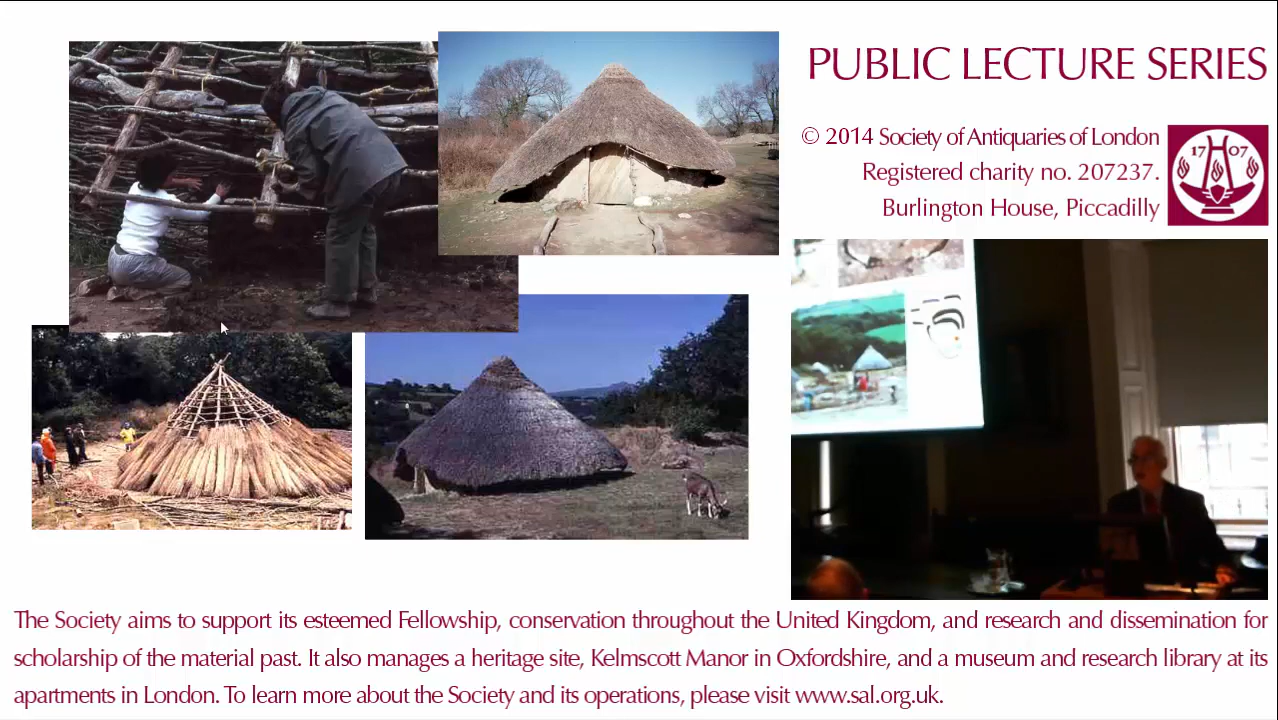 PUBLIC LECTURE SERIES
© 2014 Society of Antiquaries of London
Registered charity no. 207237.
Burlington House, Piccadilly
17 07
The Society aims to support its esteemed Fellowship, conservation throughout the United Kingdom, and research and dissemination for
scholarship of the material past. It also manages a heritage site, Kelmscott Manor in Oxfordshire, and a museum and research library at its
apartments in London. To learn more about the Society and its operations, please visit www.sal.org.uk.